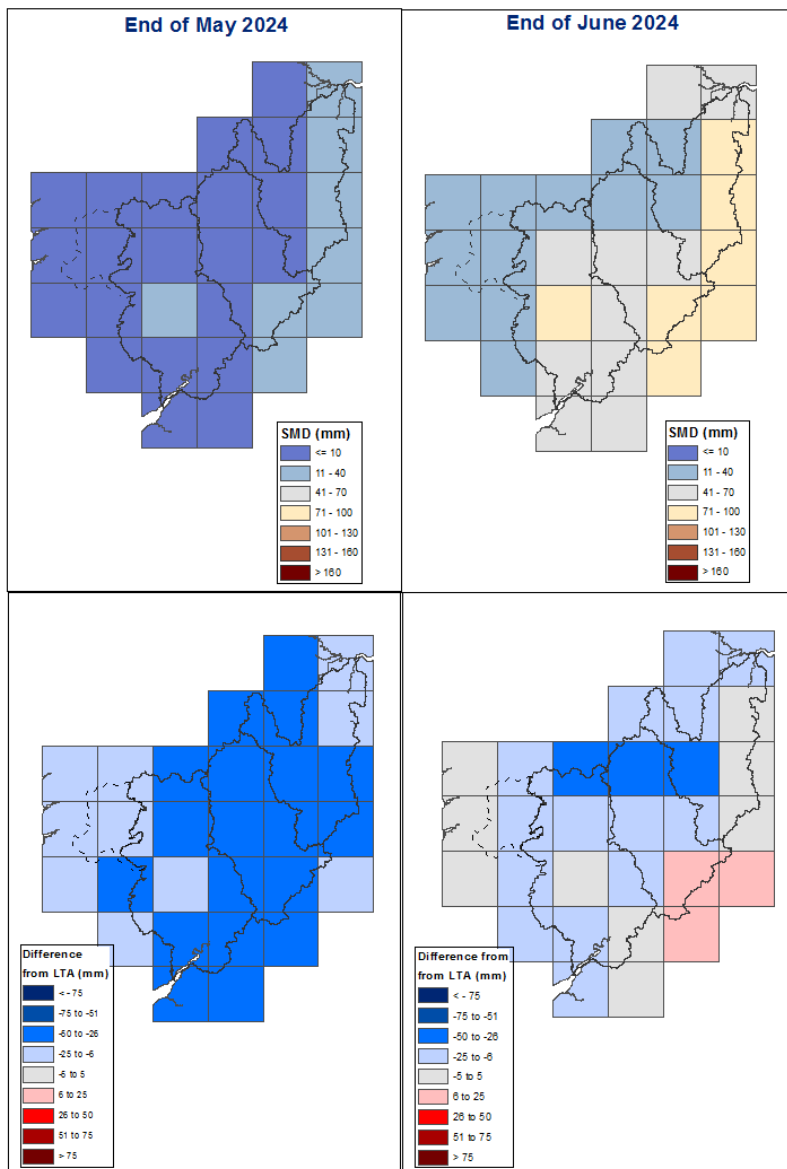 End of May 2024
SMD (mm)
<= 10
11 - 40
41 - 70
71 - 100
101 - 130
131 - 160
> 160
End of June 2024
SMD (mm)
<= 10
11 - 40
41 - 70
71 - 100
101 - 130
131 - 160
> 160
Difference
from LTA (mm)
< - 75
-75 to -51
-50 to -26
-25 to -6
-5 to 5
6 to 25
26 to 50
51 to 75
> 75
Difference from
from LTA (mm)
< - 75
-75 to -51
-50 to -26
-25 to -6
-5 to 5
6 to 25
26 to 50
51 to 75
> 75